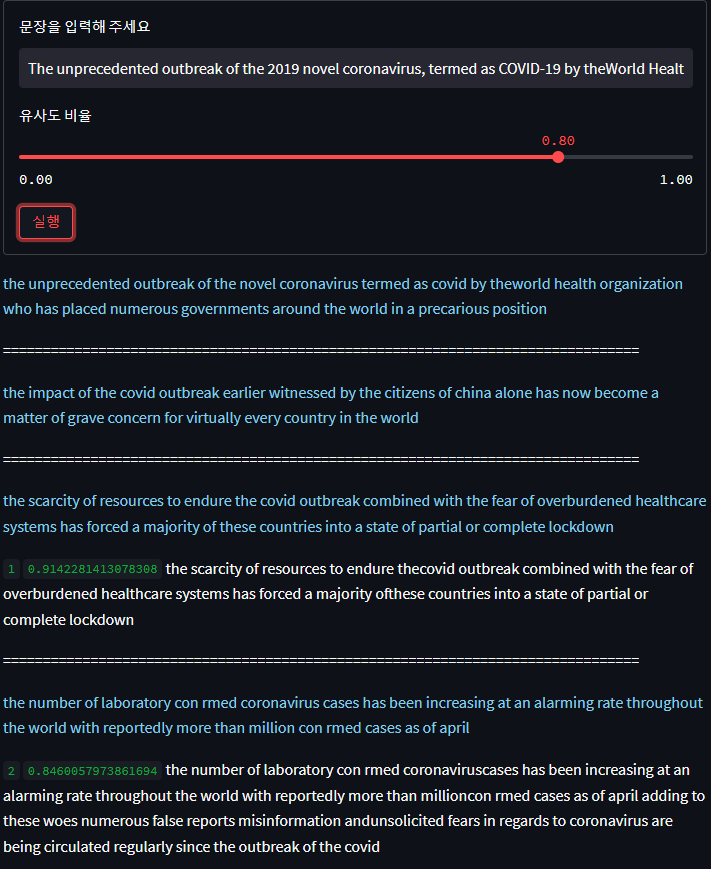 문장을 입력해 주세요
The unprecedented outbreak of the 2019 novel coronavirus, termed as COVID-19 by theWorld Healt
유사도 비율
0.80
0.00 1.00
실행
the unprecedented outbreak of the novel coronavirus termed as covid by theworld health organization
who has placed numerous governments around the world in a precarious position
================================================================================
the impact of the covid outbreak earlier witnessed by the citizens of china alone has now become a
matter of grave concern for virtually every country in the world
================================================================================
the scarcity of resources to endure the covid outbreak combined with the fear of overburdened healthcare
systems has forced a majority of these countries into a state of partial or complete lockdown
1 0.9142281413078308 the scarcity of resources to endure thecovid outbreak combined with the fear of
overburdened healthcare systems has forced a majority ofthese countries into a state of partial or
complete lockdown
================================================================================
the number of laboratory con rmed coronavirus cases has been increasing at an alarming rate throughout
the world with reportedly more than million con rmed cases as of april
2 0.8460057973861694 the number of laboratory con rmed coronaviruscases has been increasing at an
alarming rate throughout the world with reportedly more than millioncon rmed cases as of april adding to
these woes numerous false reports misinformation andunsolicited fears in regards to coronavirus are
being circulated regularly since the outbreak of the covid